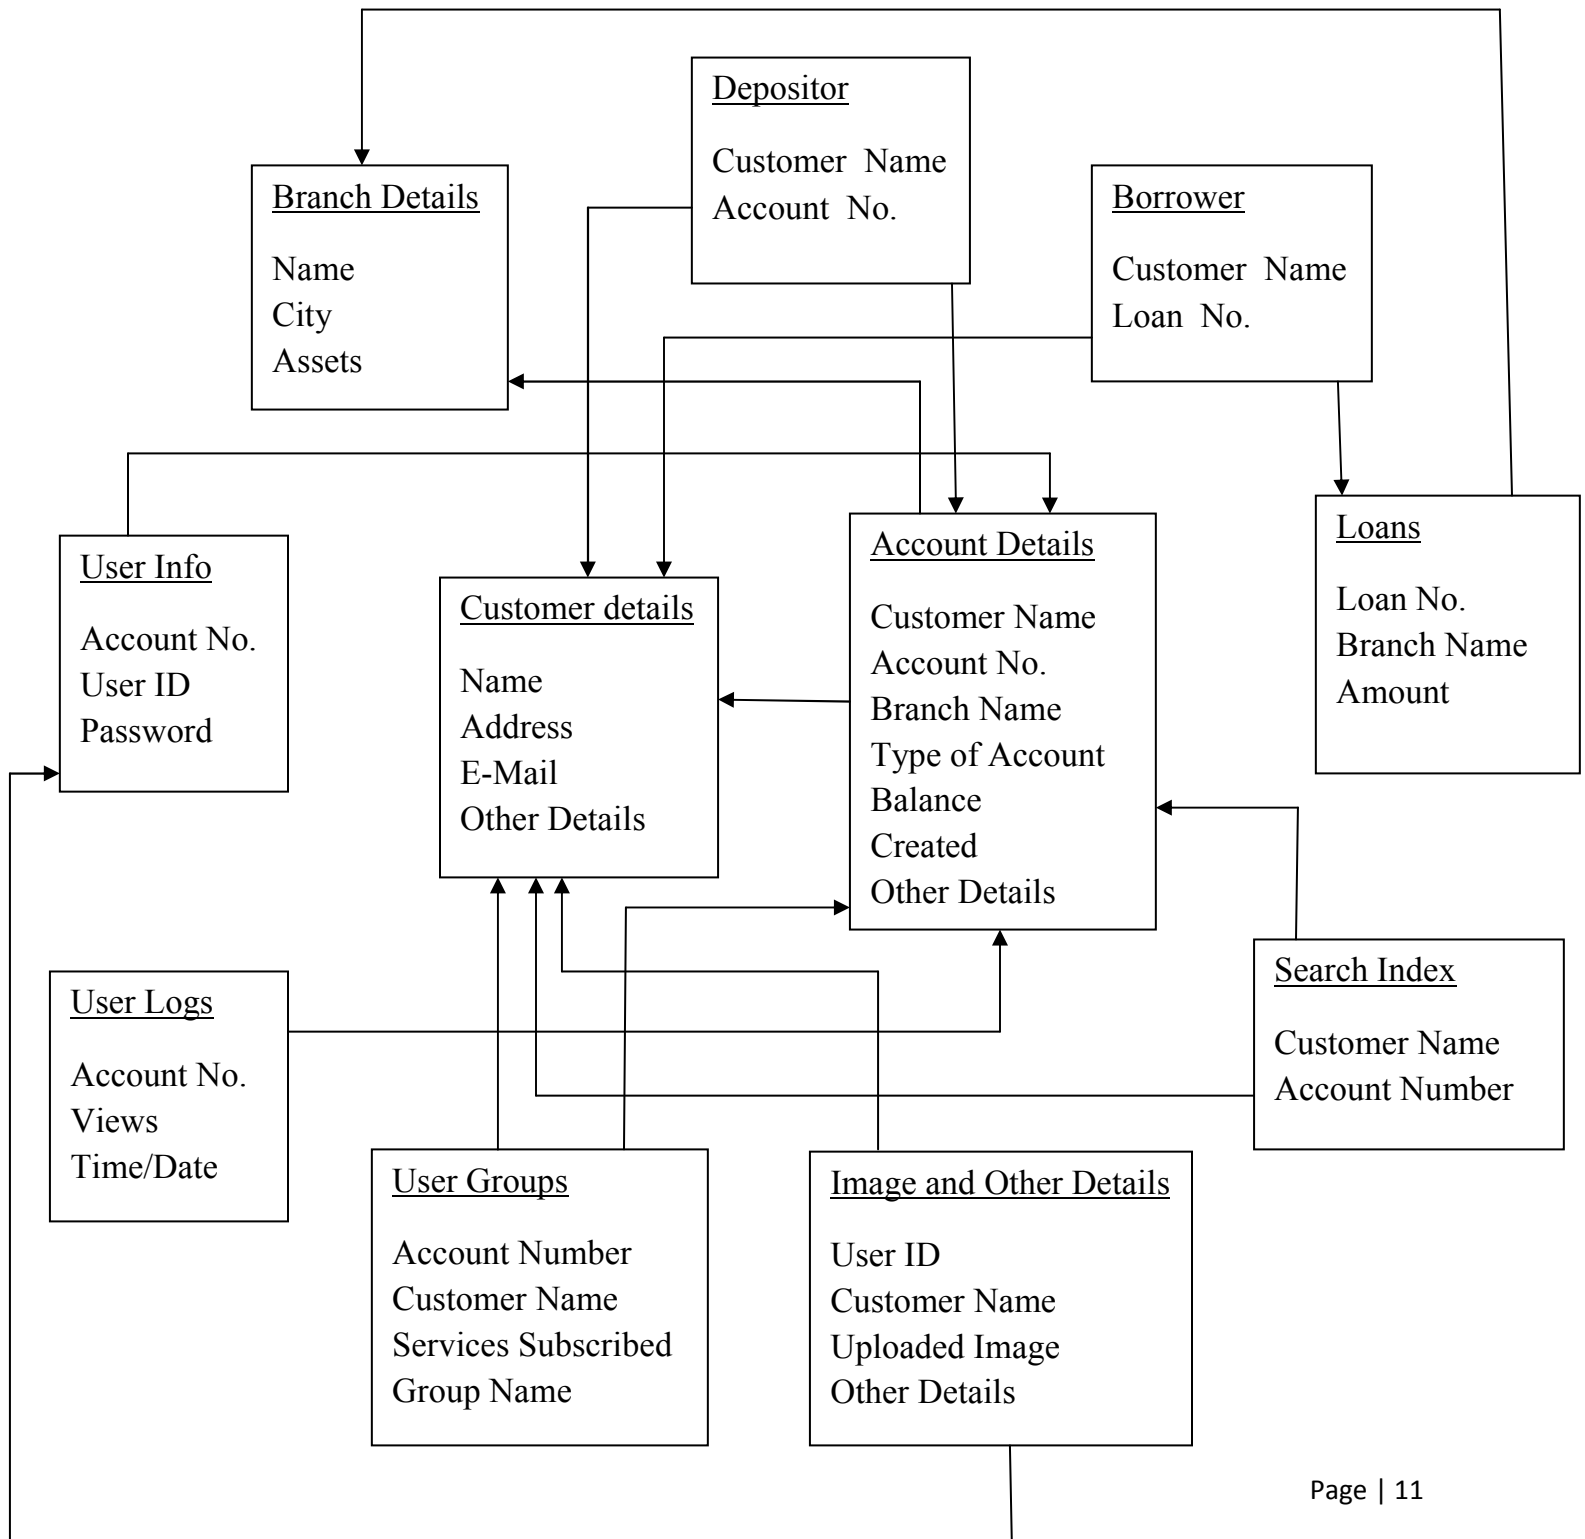 Depositor
Customer  Name
Account  No.
Branch Details
Name
City
Assets
Borrower
Customer  Name
Loan  No.
User Info
Account No.
User ID
Password
Customer details
Name
Address
E-Mail
Other Details
Account Details
Customer Name
Account No.
Branch Name
Type of Account
Balance
Created
Other Details
Loans
Loan No.
Branch Name
Amount
User Logs
Account No.
Views
Time/Date
User Groups
Account Number
Customer Name
Services Subscribed
Group Name
Image and Other Details
User ID
Customer Name
Uploaded Image
Other Details
Search Index
Customer Name
Account Number
Page | 11